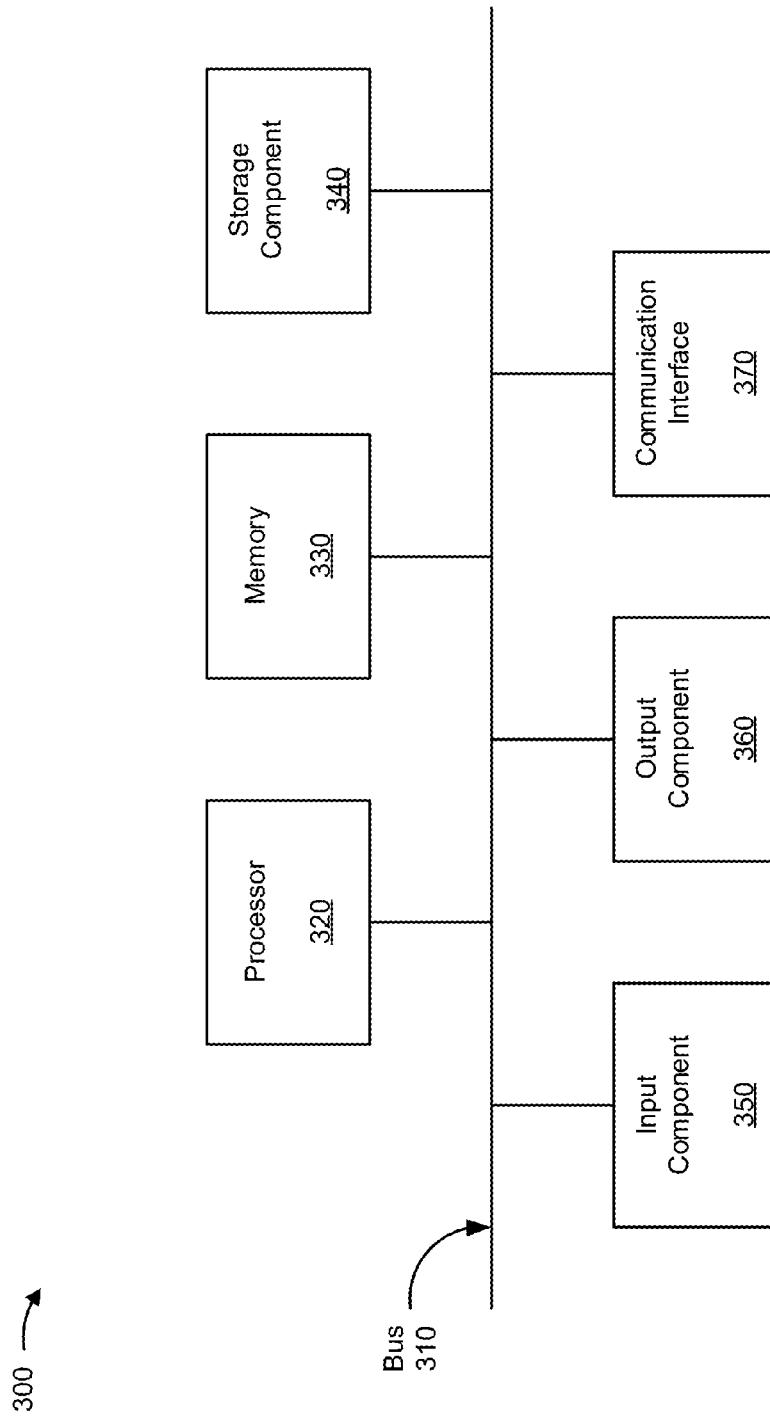 300
Processor
320
Memory
330
Storage
Component
340
Bus
310
Input
Component
350
Output
Component
360
Communication
Interface
370